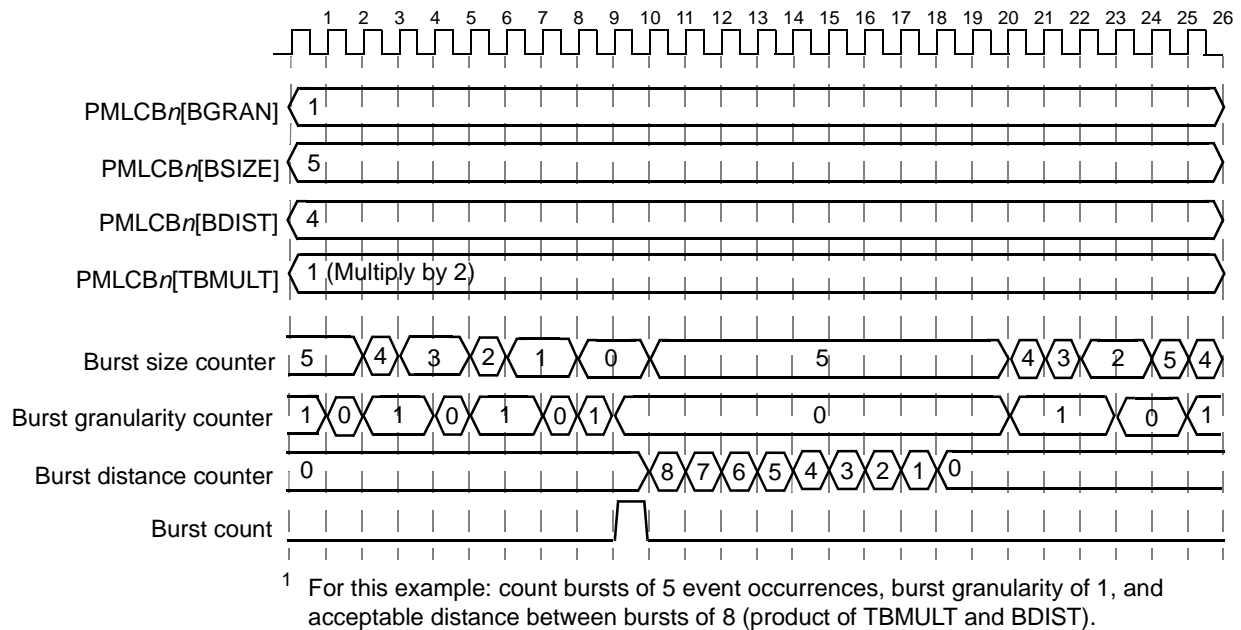 1 2 3 4 5 6 7 8 9 10 11 12 13 14 15 16 17 18 19 20 21 22 23 24 25 26
PMLCBn[BGRAN] 1
PMLCBn[BSIZE] 5
PMLCBn[BDIST] 4
PMLCBn[TBMULT] 1 (Multiply by 2)
Burst size counter 5 4 3 2 1 0 5 4 3 2 5 4
Burst granularity counter 1 0 1 0 1 0 1 0 1 0 1
Burst distance counter 0 8 7 6 5 4 3 2 1 0
Burst count
1 For this example: count bursts of 5 event occurrences, burst granularity of 1, and
acceptable distance between bursts of 8 (product of TBMULT and BDIST).